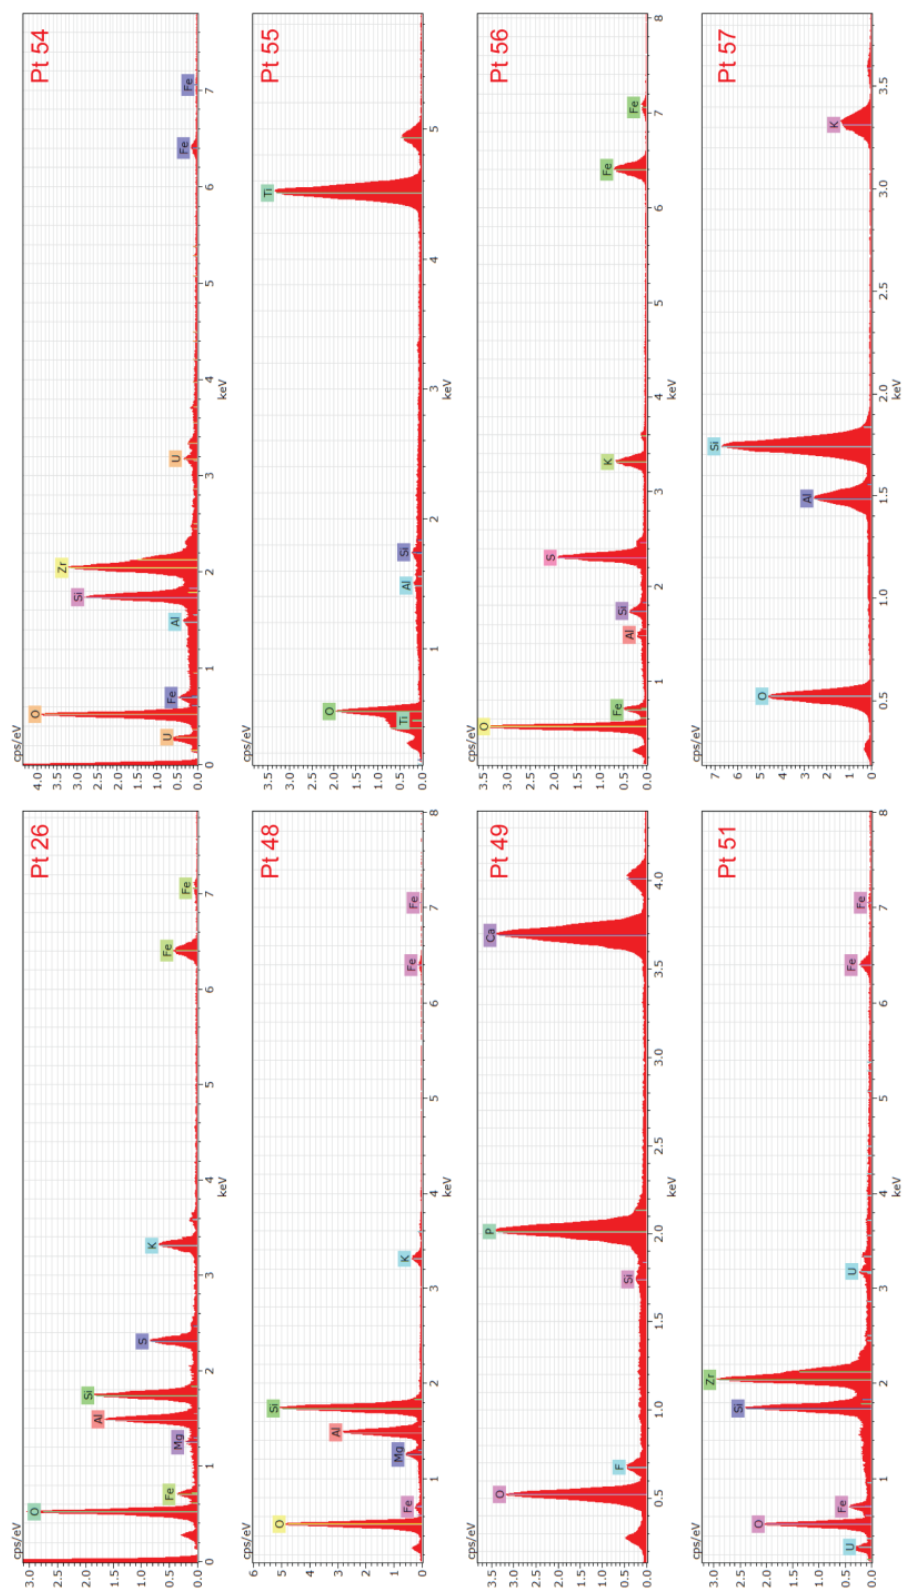 cps/eV
Pt 26
3.0
2.5
2.0
1.5
1.0
0.5
0.0
O Fe Mg Al Si S K Fe Fe
0 1 2 3 4 6 7
keV
cps/eV
Pt 54
4.0
3.5
3.0
2.5
2.0
1.5
1.0
0.5
0.0
U O Fe Al Si Zr U Fe Fe
0 1 2 3 4 5 6 7
keV
cps/eV
Pt 48
6
5
4
3
2
1
0
O Fe Mg Al Si K Fe Fe
1 2 3 4 5 6 7 8
keV
cps/eV
Pt 55
3.5
3.0
2.5
2.0
1.5
1.0
0.5
0.0
Ti O Al Si Ti
1 2 3 4 5
keV
cps/eV
Pt 49
3.5
3.0
2.5
2.0
1.5
1.0
0.5
0.0
O F Si P Ca
0.5 1.0 1.5 2.0 2.5 3.0 3.5 4.0
keV
cps/eV
Pt 56
3.5
3.0
2.5
2.0
1.5
1.0
0.5
0.0
O Fe Al Si S K Fe Fe
1 2 3 4 5 6 7 8
keV
cps/eV
Pt 51
3.0
2.5
2.0
1.5
1.0
0.5
0.0
U O Fe Si Zr U Fe Fe
1 2 3 4 5 6 7 8
keV
cps/eV
Pt 57
7
6
5
4
3
2
1
0
O Al Si K
0.5 1.0 1.5 2.0 2.5 3.0 3.5
keV